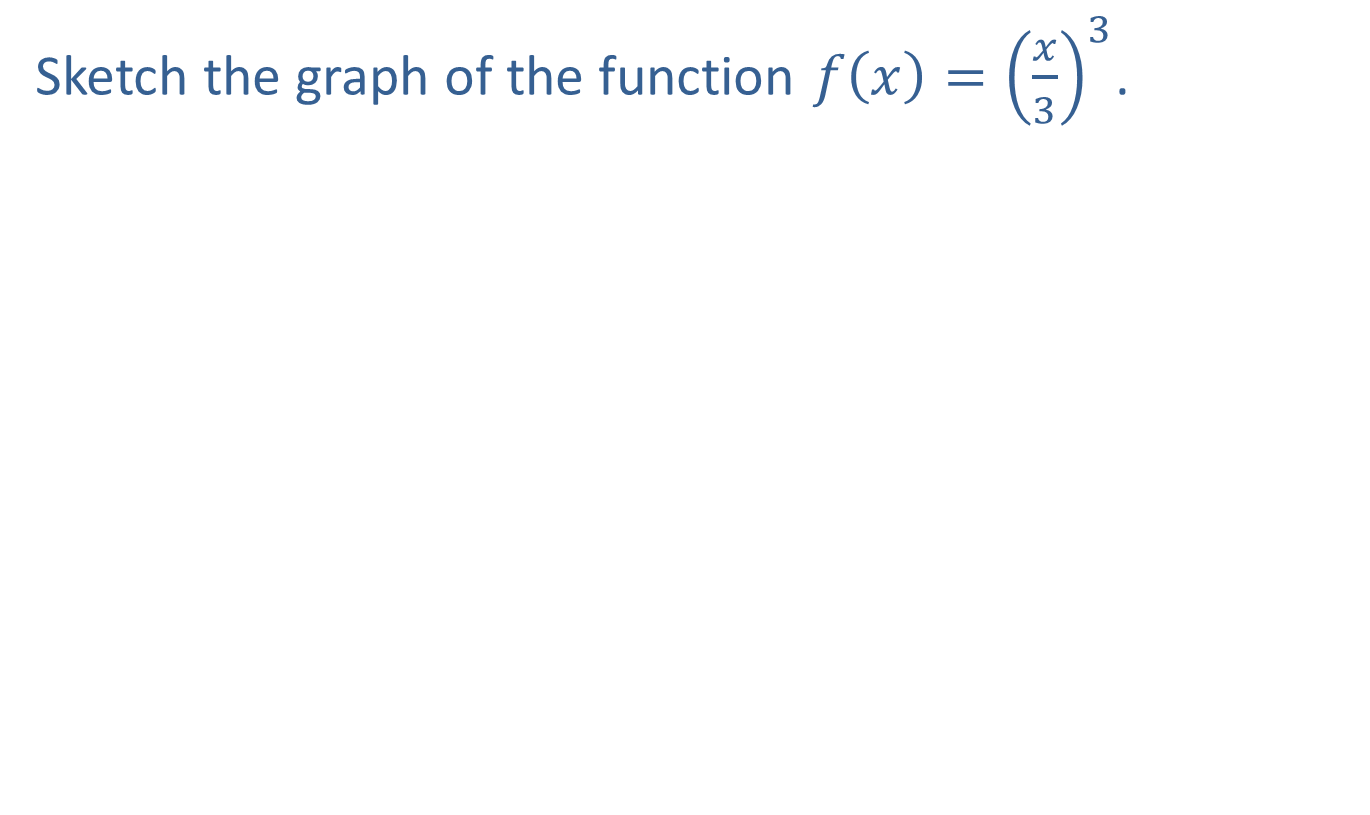 Sketch the graph of the function f(x) = (x/3)³.